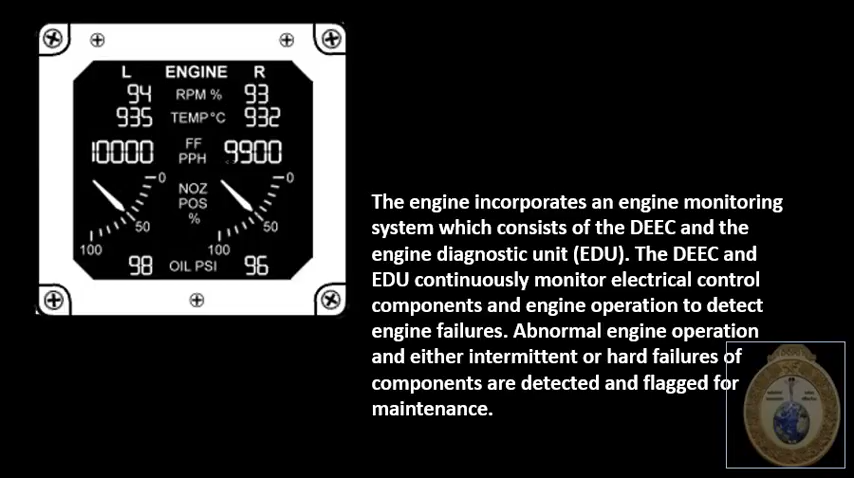 L ENGINE R
94 RPM % 93
935 TEMP °C 932
10000 FF PPH 9900
0 NOZ POS % 0
50 50
100 100
98 OIL PSI 96
The engine incorporates an engine monitoring
system which consists of the DEEC and the
engine diagnostic unit (EDU). The DEEC and
EDU continuously monitor electrical control
components and engine operation to detect
engine failures. Abnormal engine operation
and either intermittent or hard failures of
components are detected and flagged for
maintenance.